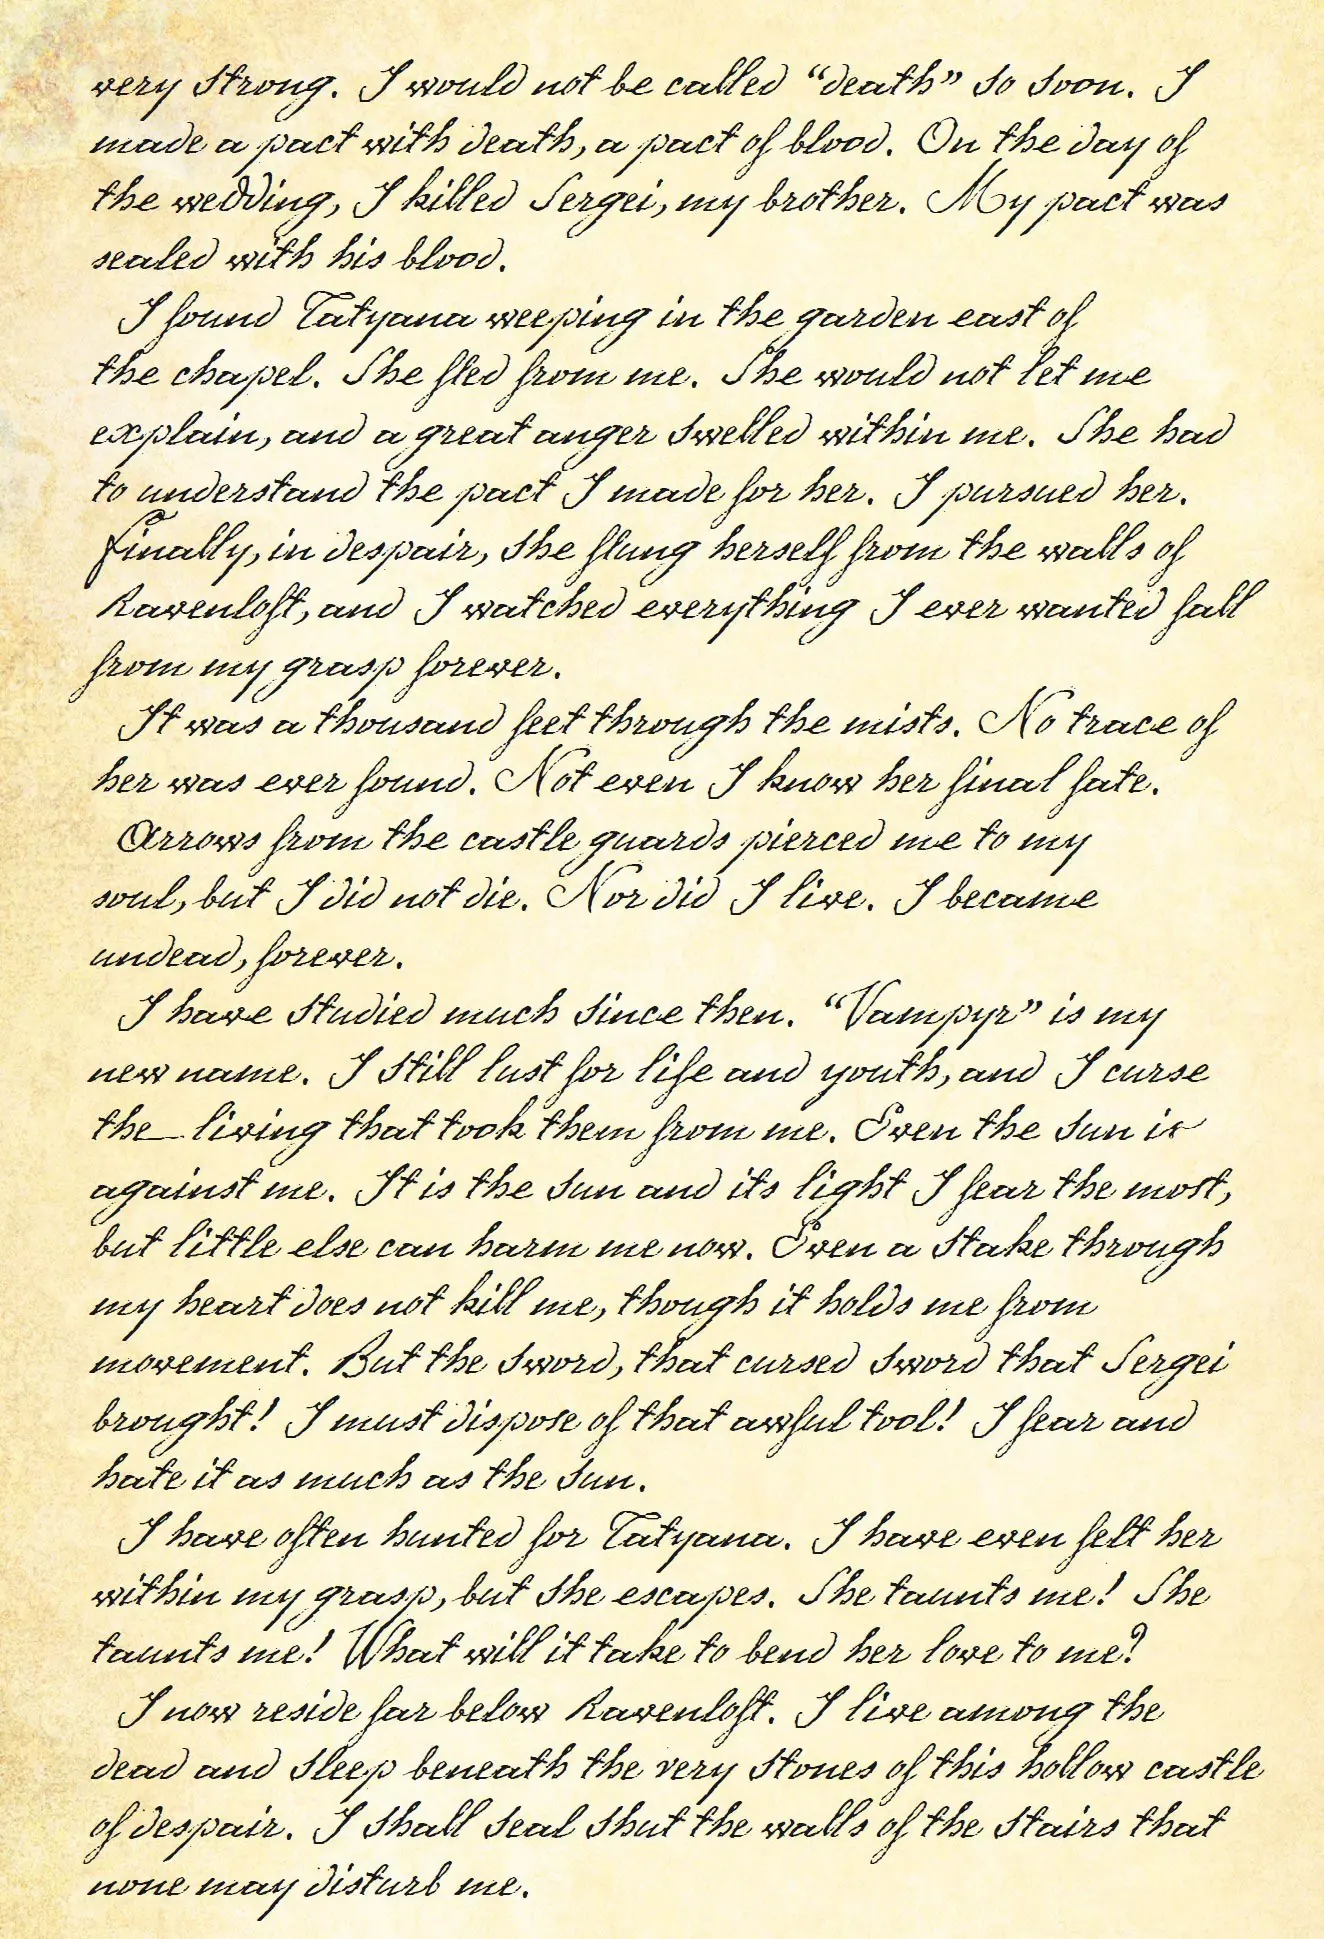 very strong. I would not be called “death” so soon. I
made a pact with death, a pact of blood. On the day of
the wedding, I killed Sergei, my brother. My pact was
sealed with his blood.
I found Tatyana weeping in the garden east of
the chapel. She fled from me. She would not let me
explain, and a great anger swelled within me. She had
to understand the pact I made for her. I pursued her.
Finally, in despair, she flung herself from the walls of
Ravenloft, and I watched everything I ever wanted fall
from my grasp forever.
It was a thousand feet through the mists. No trace of
her was ever found. Not even I know her final fate.
Arrows from the castle guards pierced me to my
soul, but I did not die. Nor did I live. I became
undead, forever.
I have studied much since then. “Vampyr” is my
new name. I still lust for life and youth, and I curse
the living that took them from me. Even the sun is
against me. It is the sun and its light I fear the most,
but little else can harm me now. Even a stake through
my heart does not kill me, though it holds me from
movement. But the sword, that cursed sword that Sergei
brought! I must dispose of that awful tool! I fear and
hate it as much as the sun.
I have often hunted for Tatyana. I have even felt her
within my grasp, but she escapes. She taunts me! She
taunts me! What will it take to bend her love to me?
I now reside far below Ravenloft. I live among the
dead and sleep beneath the very stones of this hollow castle
of despair. I shall seal shut the walls of the stairs that
none may disturb me.